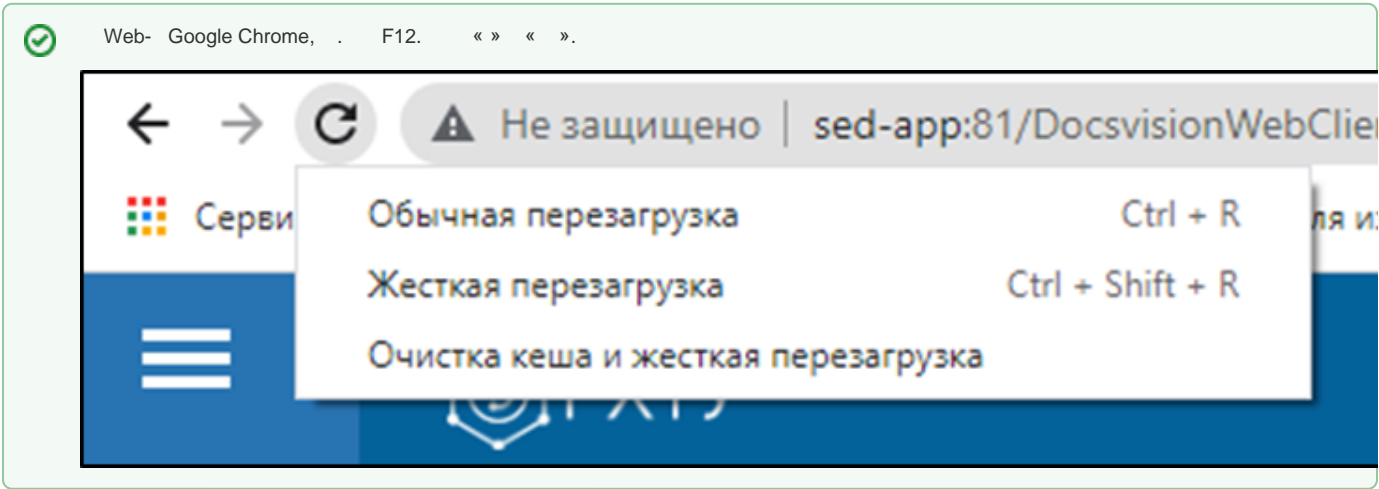 Web- Google Chrome, . F12. « » « ».
Не защищено | sed-app:81/DocsvisionWebClie
Серви
Обычная перезагрузка Ctrl + R
ля и
Жесткая перезагрузка Ctrl + Shift + R
Очистка кеша и жесткая перезагрузка